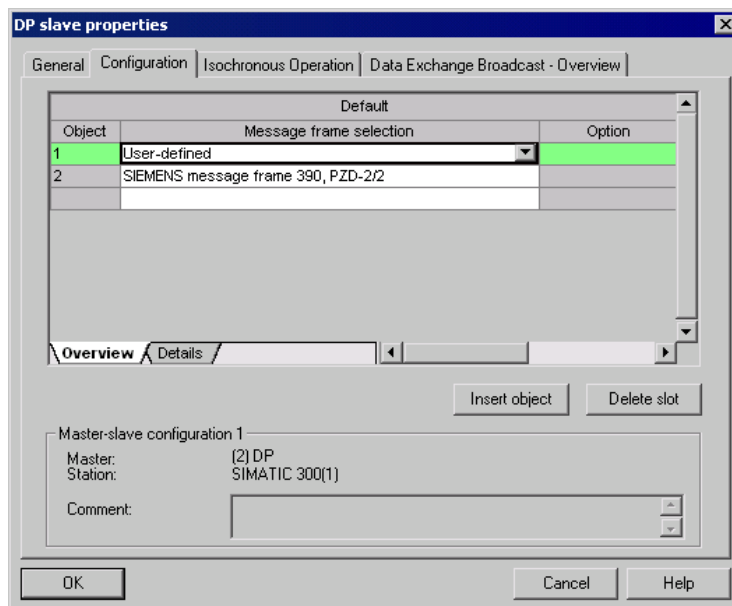 DP slave properties
General Configuration Isochronous Operation Data Exchange Broadcast - Overview
Default
Object Message frame selection Option
1 User-defined
2 SIEMENS message frame 390, PZD-2/2
Overview Details
Insert object Delete slot
Master-slave configuration 1
Master: (2) DP
Station: SIMATIC 300(1)
Comment:
OK Cancel Help